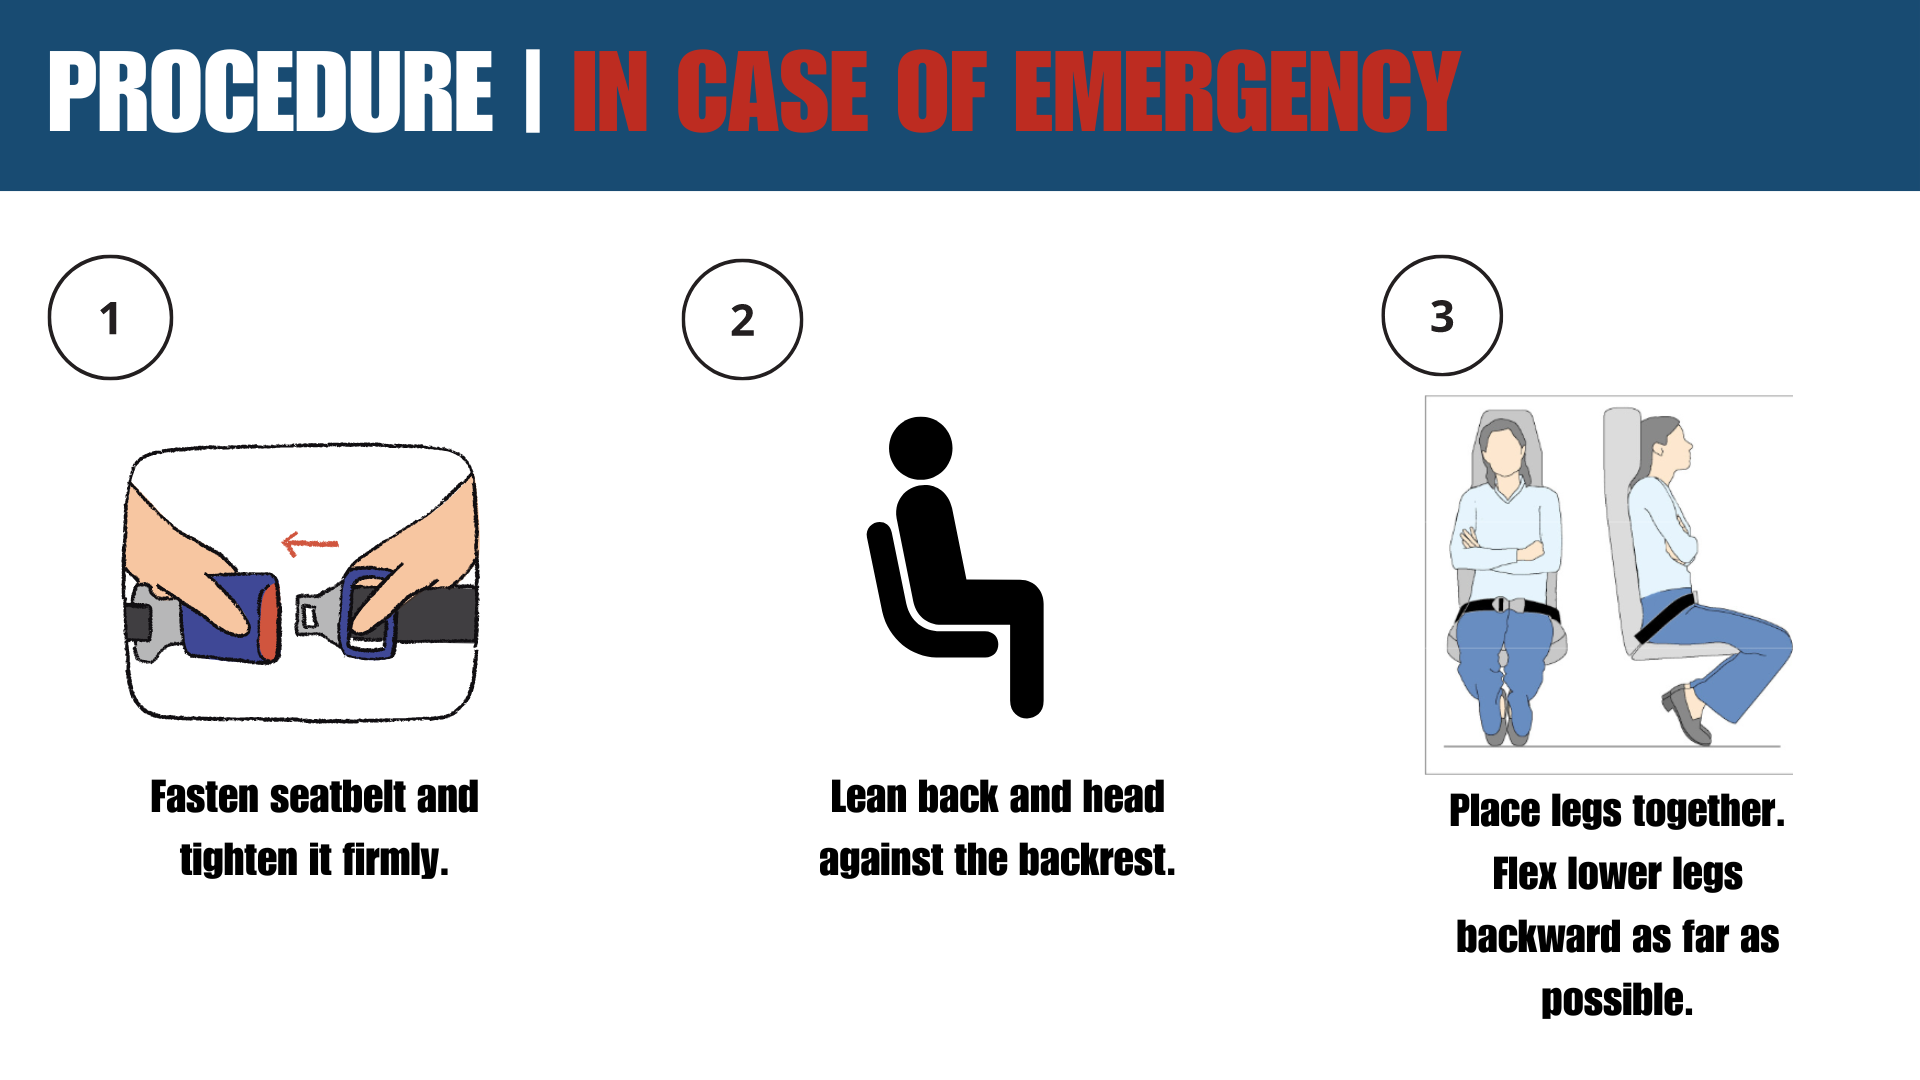 PROCEDURE | IN CASE OF EMERGENCY
1
Fasten seatbelt and
tighten it firmly.
2
Lean back and head
against the backrest.
3
Place legs together.
Flex lower legs
backward as far as
possible.